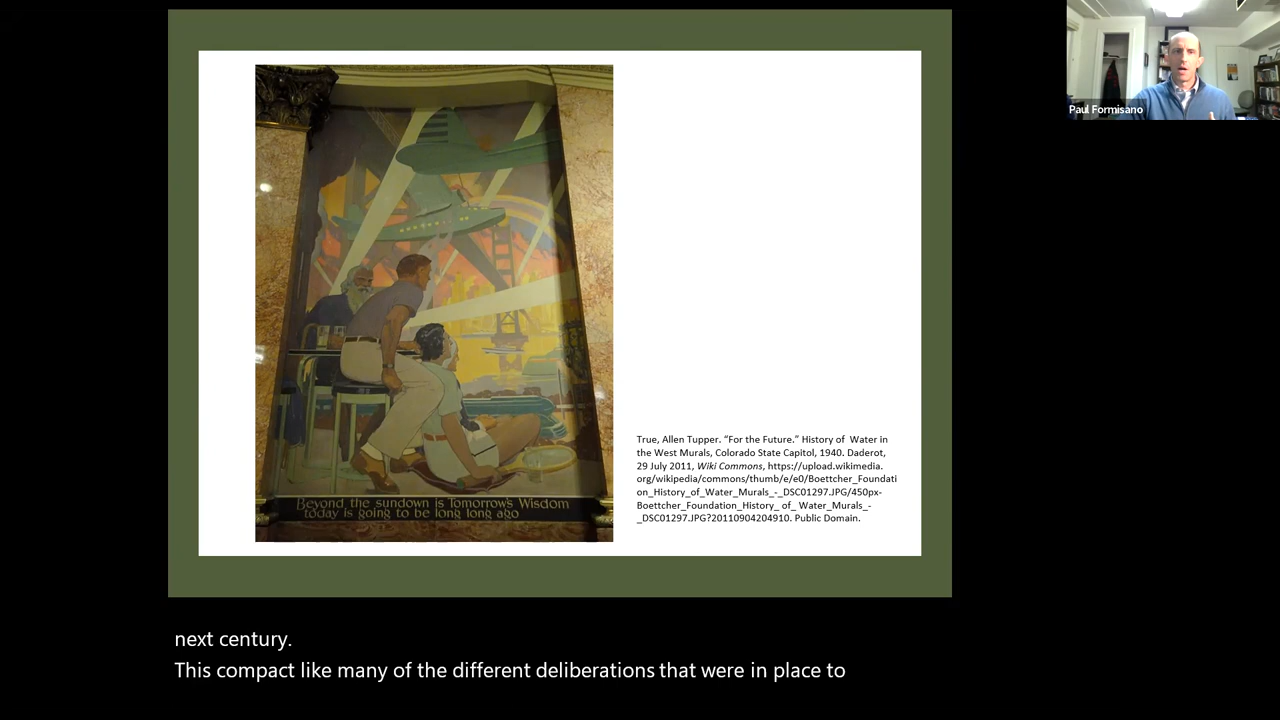 Paul Formisano
Beyond the sundown is Tomorrow's Wisdom
today is going to be long long ago
True, Allen Tupper. “For the Future.” History of Water in
the West Murals, Colorado State Capitol, 1940. Daderot,
29 July 2011, Wiki Commons, https://upload.wikimedia.
org/wikipedia/commons/thumb/e/e0/Boettcher_Foundati
on_History_of_Water_Murals_-_DSC01297.JPG/450px-
Boettcher_Foundation_History_ of_ Water_Murals_-
_DSC01297.JPG?20110904204910. Public Domain.
next century.
This compact like many of the different deliberations that were in place to